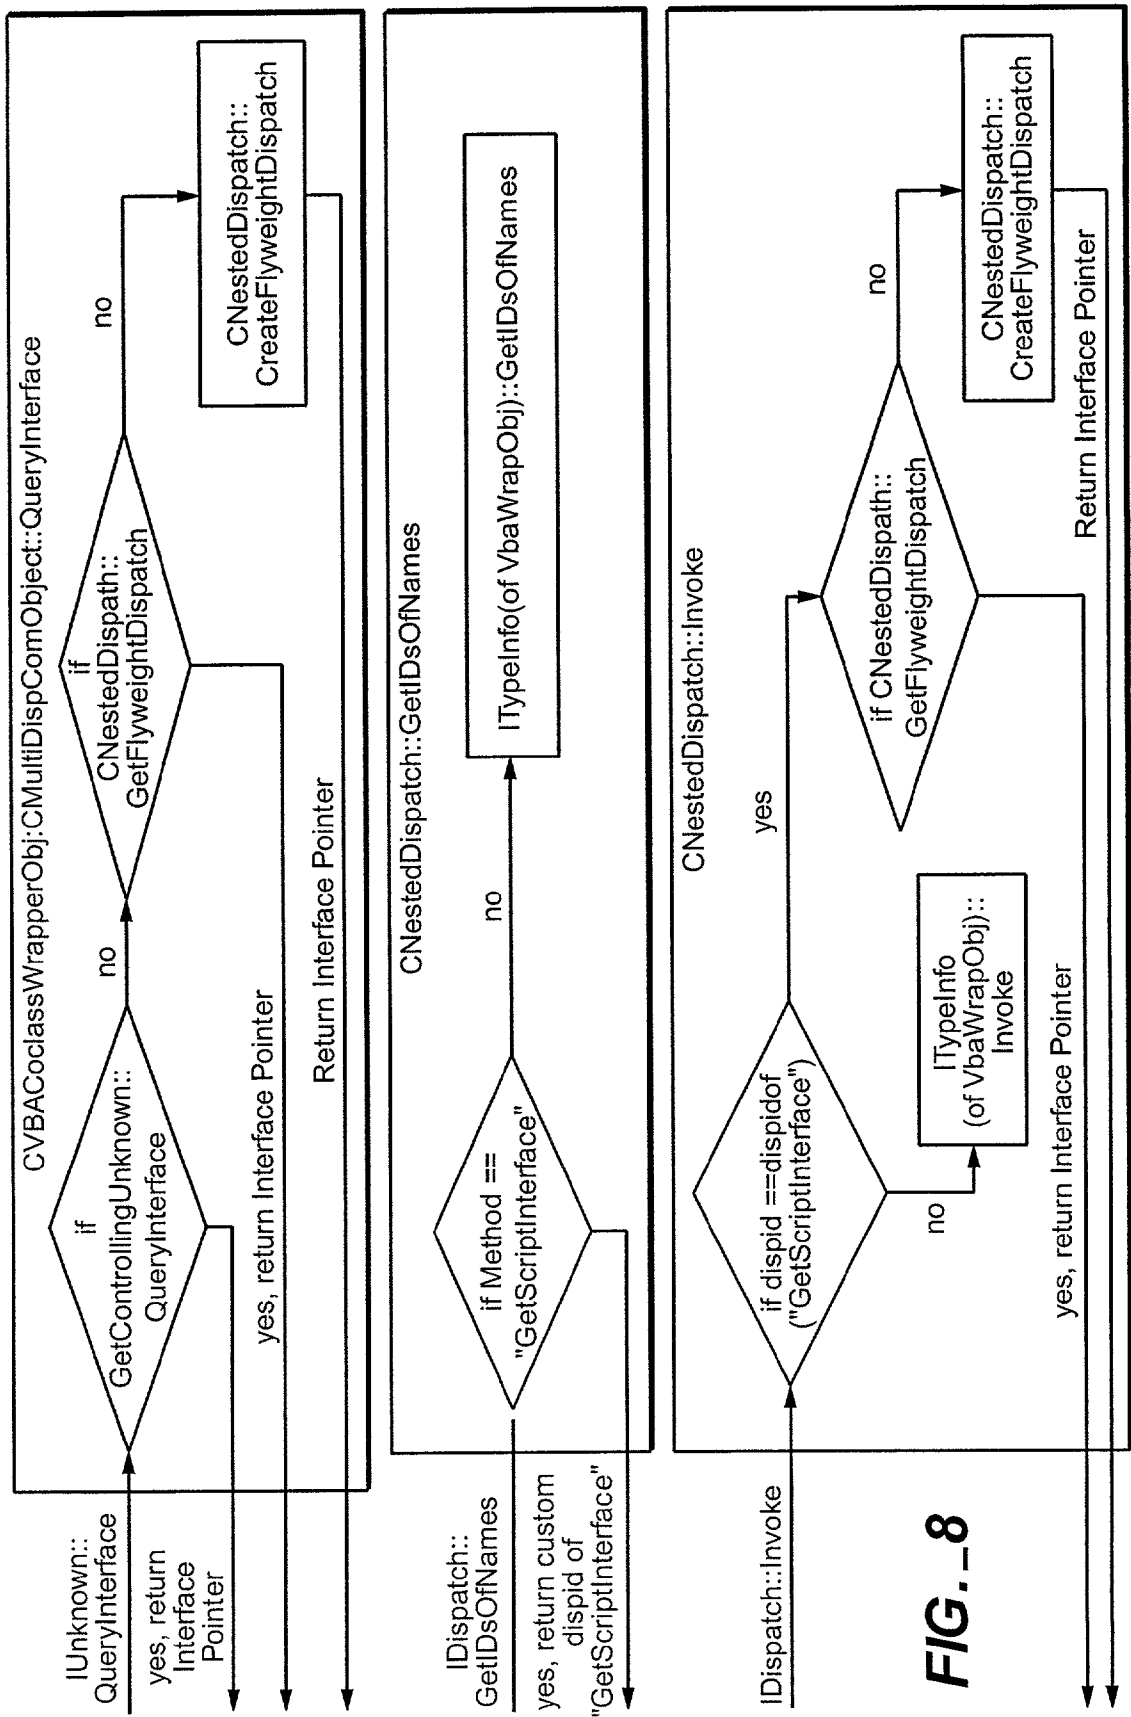 CVBACoclassWrapperObj:CMultiDispComObject::QueryInterface
IUnknown::
QueryInterface
if
GetControllingUnknown::
QueryInterface
no
if
CNestedDispath::
GetFlyweightDispatch
no
CNestedDispatch::
CreateFlyweightDispatch
yes, return
Interface
Pointer
yes, return Interface Pointer
Return Interface Pointer
CNestedDispatch::GetIDsOfNames
IDispatch::
GetIDsOfNames
if Method ==
"GetScriptInterface"
no
ITypeInfo(of VbaWrapObj)::GetIDsOfNames
yes, return custom
dispid of
"GetScriptInterface"
CNestedDispatch::Invoke
IDispatch::Invoke
if dispid ==dispidof
("GetScriptInterface")
yes
no
ITypeInfo
(of VbaWrapObj)::
Invoke
if CNestedDispath::
GetFlyweightDispatch
no
CNestedDispatch::
CreateFlyweightDispatch
yes, return Interface Pointer
Return Interface Pointer
FIG._8